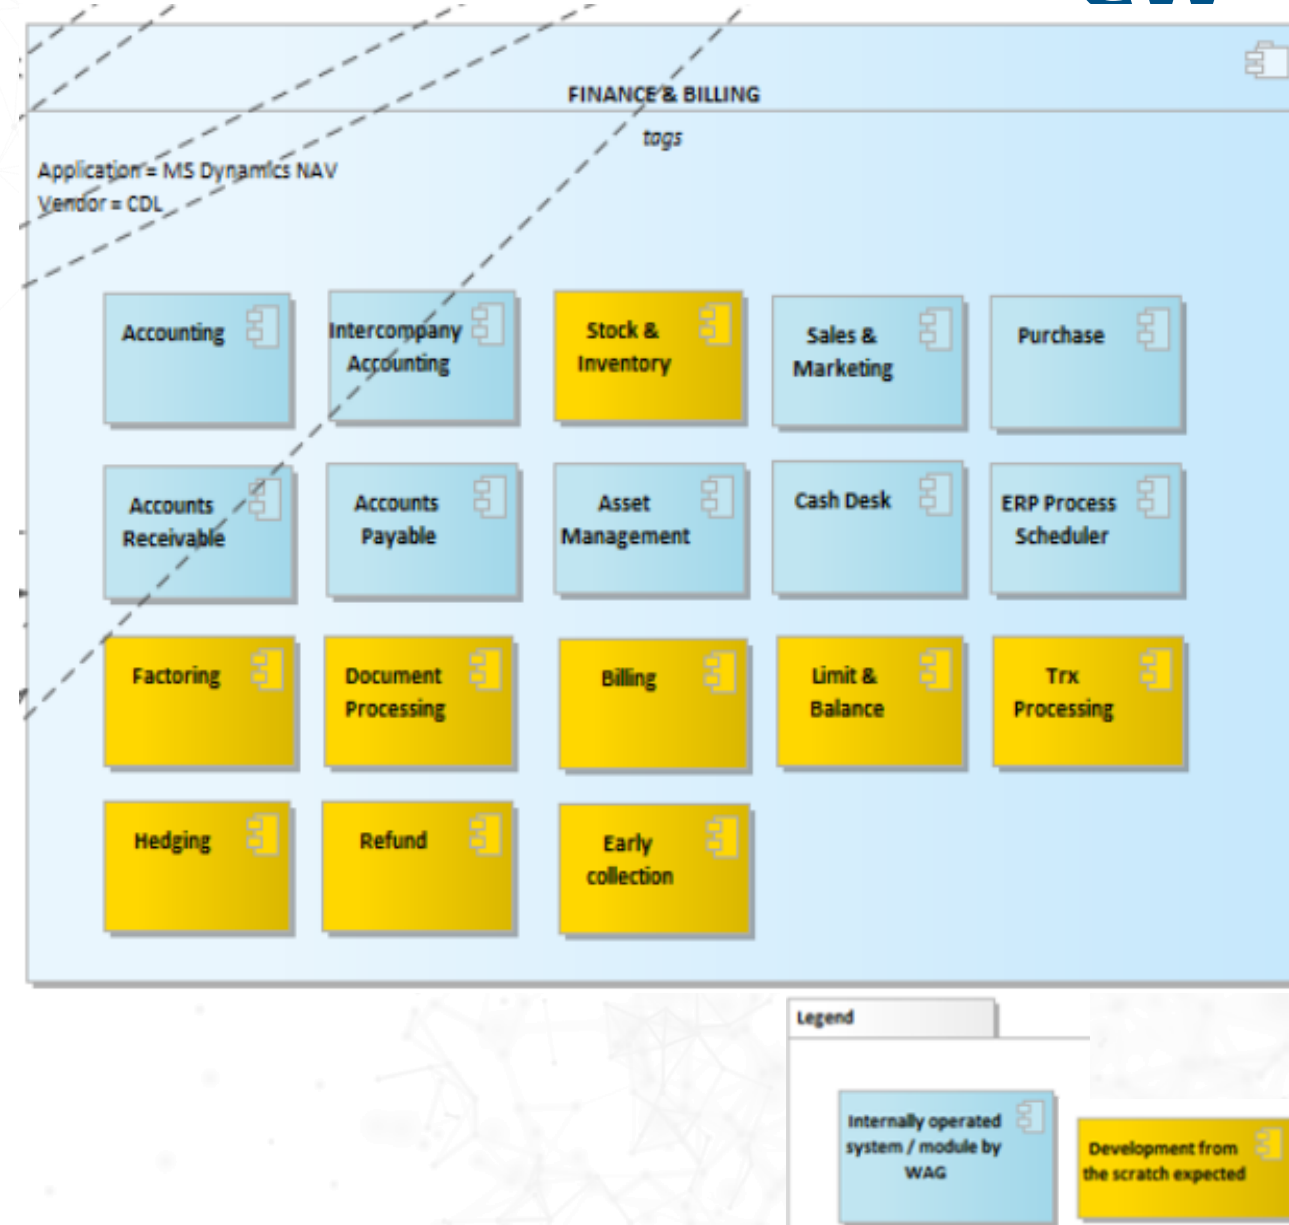 FINANCE & BILLING
tags
Application = MS Dynamics NAV
Vendor = CDL
Accounting
Intercompany
Accounting
Stock &
Inventory
Sales &
Marketing
Purchase
Accounts
Receivable
Accounts
Payable
Asset
Management
Cash Desk
ERP Process
Scheduler
Factoring
Document
Processing
Billing
Limit &
Balance
Trx
Processing
Hedging
Refund
Early
collection
Legend
Internally operated
system / module by
WAG
Development from
the scratch expected